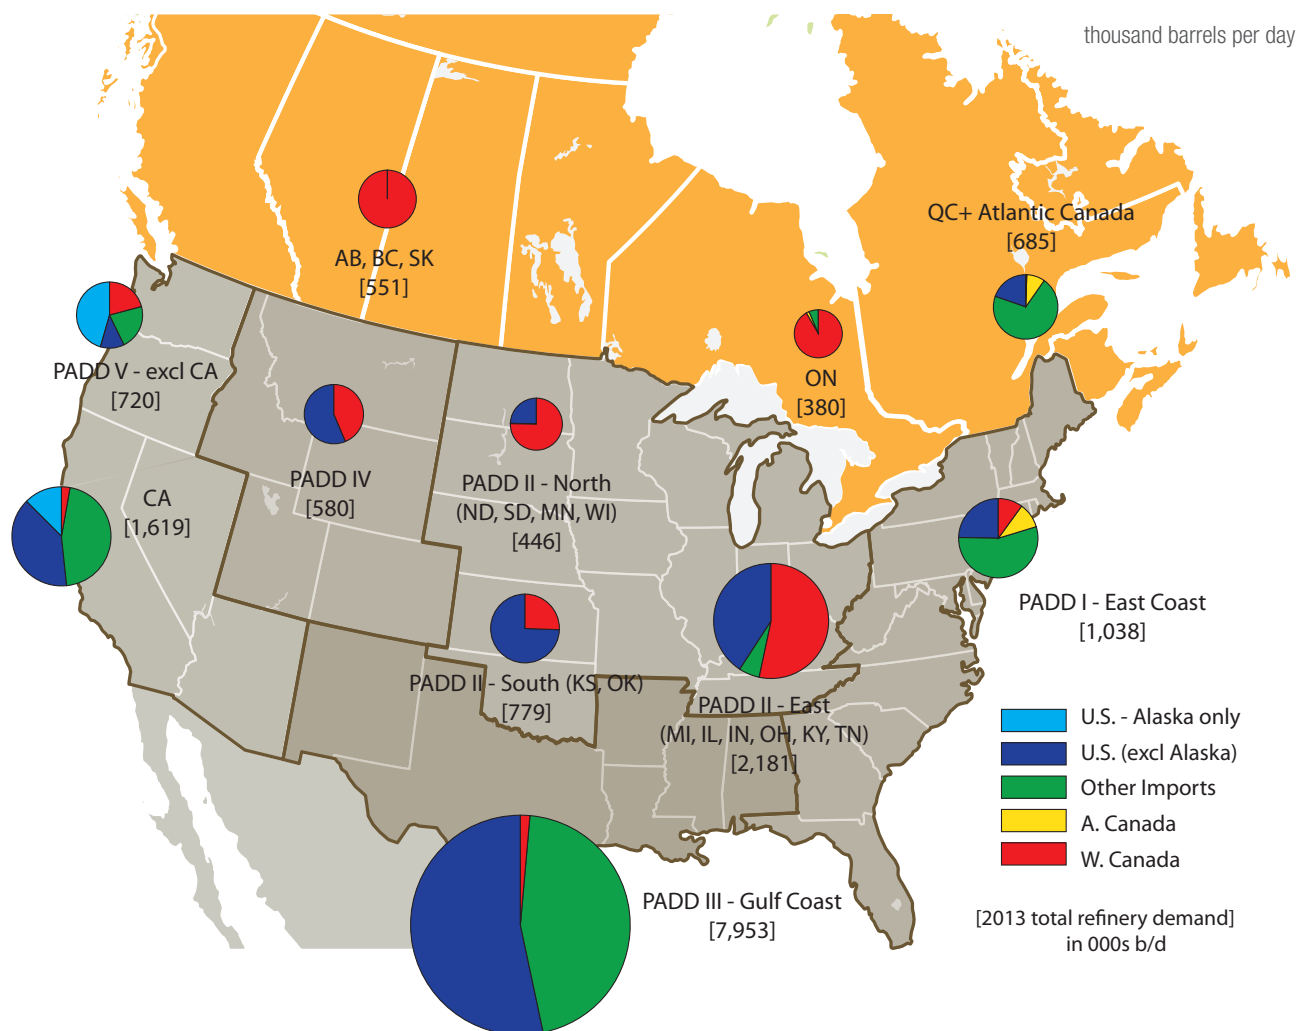 thousand barrels per day
QC+ Atlantic Canada
[685]
AB, BC, SK
[551]
PADD V - excl CA
[720]
ON
[380]
PADD IV
[580]
PADD II - North
(ND, SD, MN, WI)
[446]
CA
[1,619]
PADD I - East Coast
[1,038]
PADD II - South (KS, OK)
[779]
PADD II - East
(MI, IL, IN, OH, KY, TN)
[2,181]
U.S. - Alaska only
U.S. (excl Alaska)
Other Imports
A. Canada
W. Canada
PADD III - Gulf Coast
[7,953]
[2013 total refinery demand]
in 000s b/d